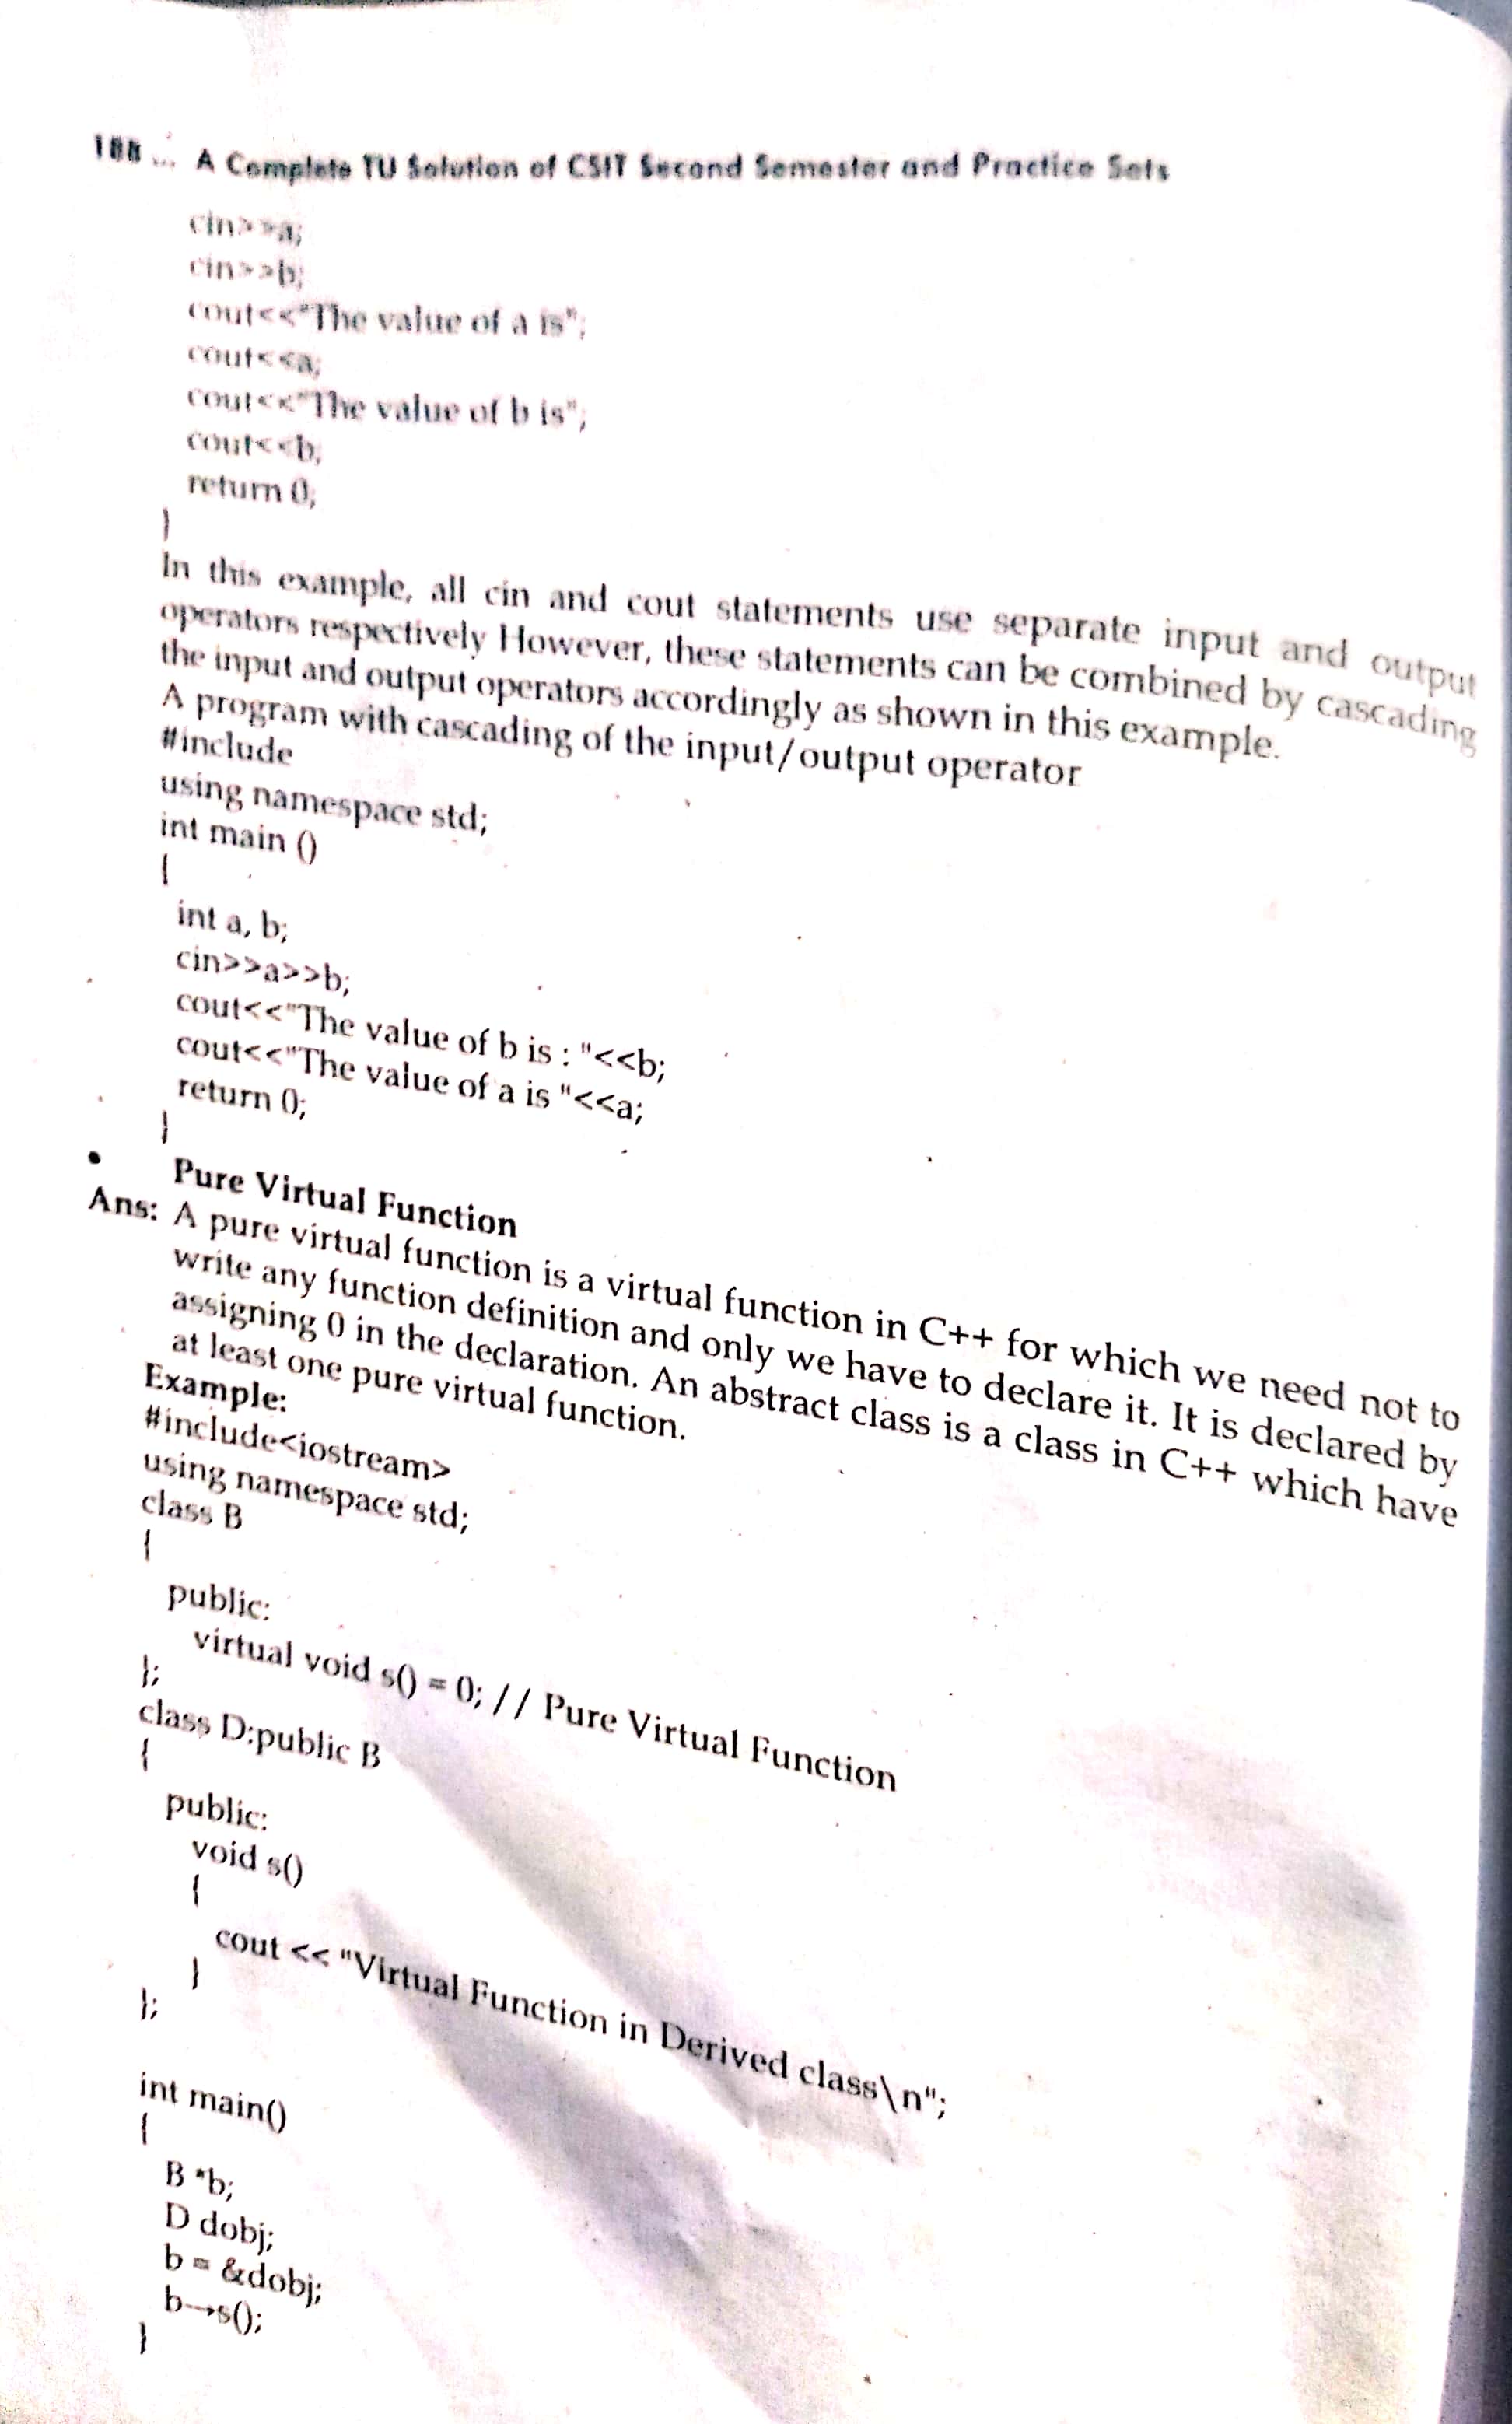 188 ... A Complete TU Solution of CSIT Second Semester and Practice Sets
cin>>a;
cin>>b;
cout<<"The value of a is";
cout<<a;
cout<<"The value of b is";
cout<<b;
return 0;
}
In this example, all cin and cout statements use separate input and output
operators respectively However, these statements can be combined by cascading
the input and output operators accordingly as shown in this example.
A program with cascading of the input/output operator
#include
using namespace std;
int main ()
{
int a, b;
cin>>a>>b;
cout<<"The value of b is : "<<b;
cout<<"The value of a is "<<a;
return 0;
}
• Pure Virtual Function
Ans: A pure virtual function is a virtual function in C++ for which we need not to
write any function definition and only we have to declare it. It is declared by
assigning 0 in the declaration. An abstract class is a class in C++ which have
at least one pure virtual function.
Example:
#include<iostream>
using namespace std;
class B
{
public:
virtual void s() = 0; // Pure Virtual Function
};
class D:public B
{
public:
void s()
{
cout << "Virtual Function in Derived class\n";
}
};
int main()
{
B *b;
D dobj;
b = &dobj;
b→s();
}